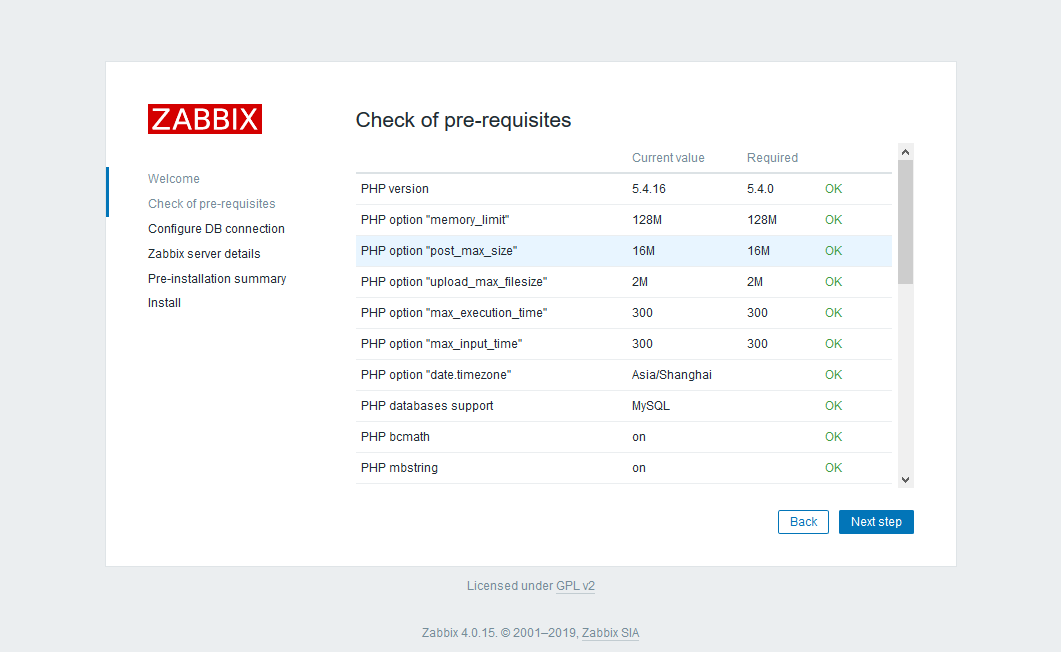 ZABBIX
Welcome
Check of pre-requisites
Configure DB connection
Zabbix server details
Pre-installation summary
Install
Check of pre-requisites
Current value Required
PHP version 5.4.16 5.4.0 OK
PHP option "memory_limit" 128M 128M OK
PHP option "post_max_size" 16M 16M OK
PHP option "upload_max_filesize" 2M 2M OK
PHP option "max_execution_time" 300 300 OK
PHP option "max_input_time" 300 300 OK
PHP option "date.timezone" Asia/Shanghai OK
PHP databases support MySQL OK
PHP bcmath on OK
PHP mbstring on OK
Back Next step
Licensed under GPL v2
Zabbix 4.0.15. © 2001–2019, Zabbix SIA